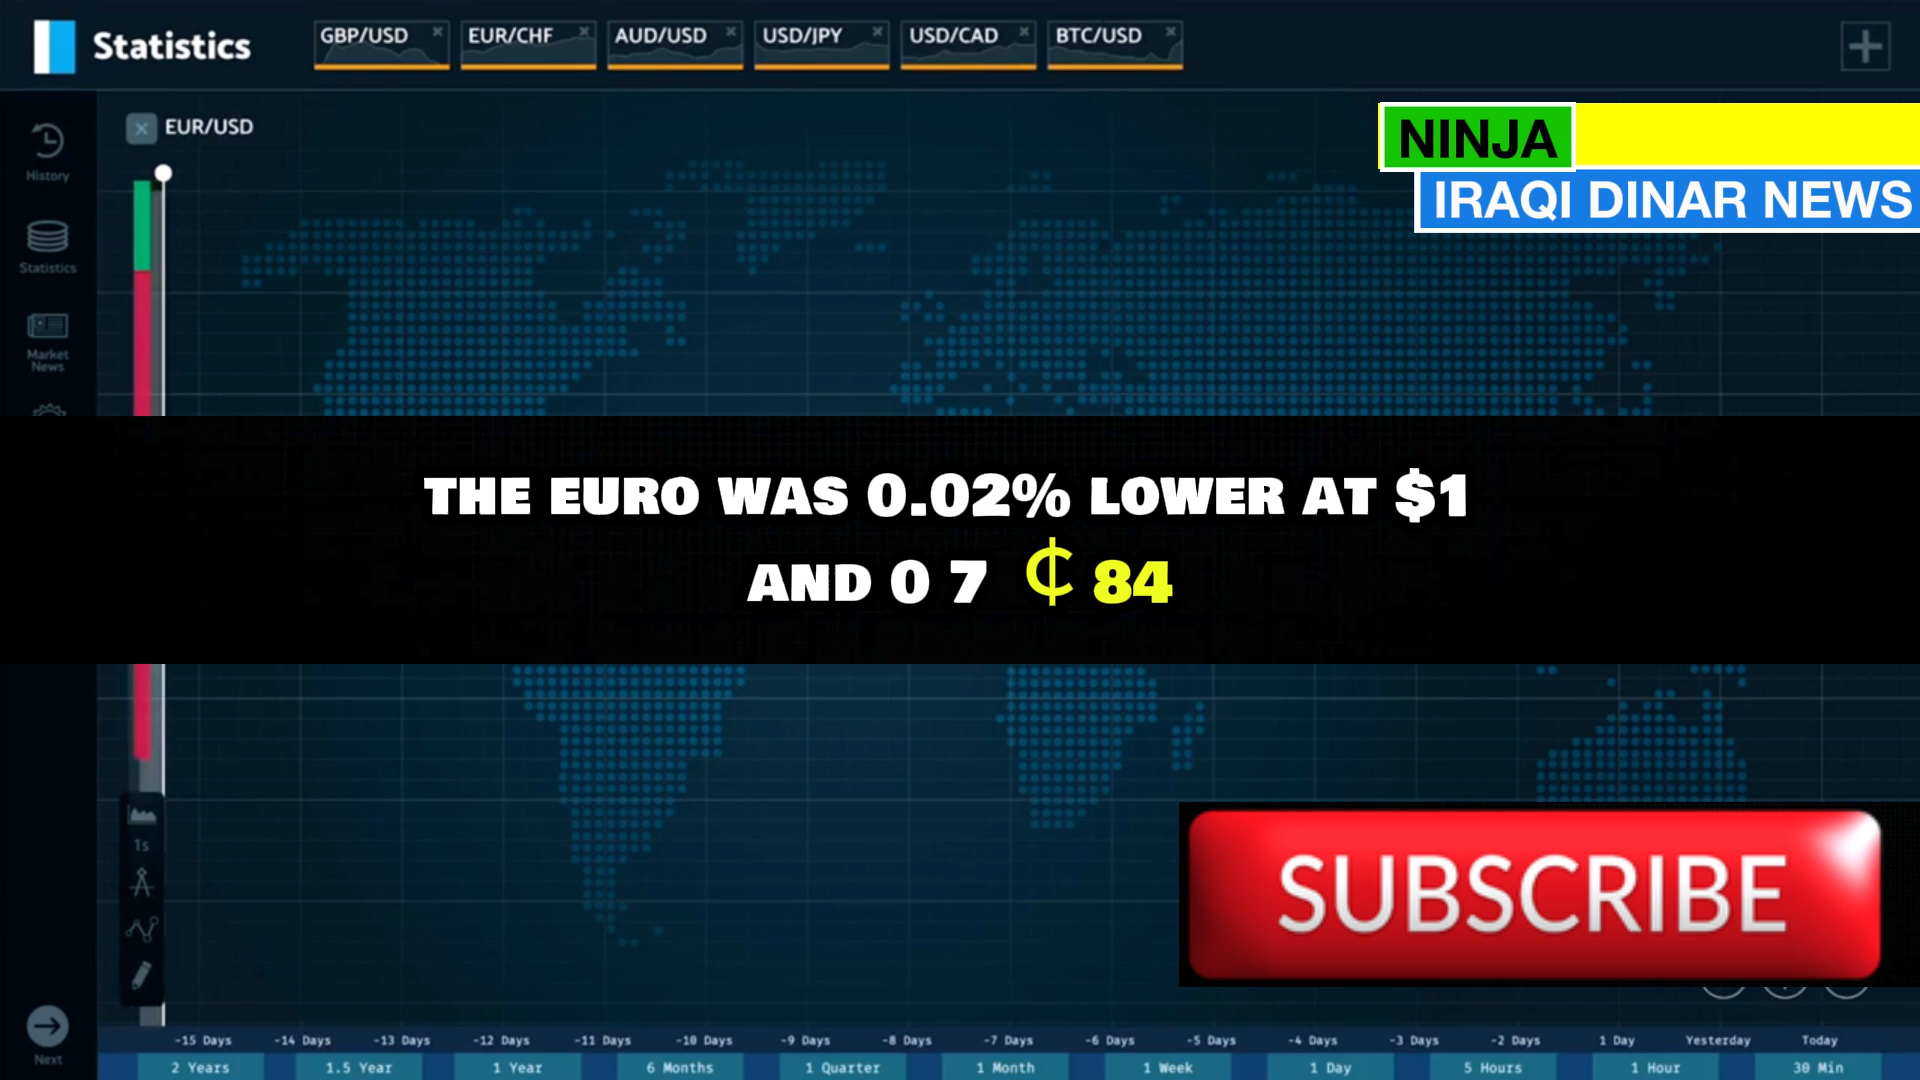 Statistics
GBP/USD
EUR/CHF
AUD/USD
USD/JPY
USD/CAD
BTC/USD
EUR/USD
NINJA
IRAQI DINAR NEWS
History
Statistics
Market
News
THE EURO WAS 0.02% LOWER AT $1
AND 0 7 ₵ 84
1s
SUBSCRIBE
Next
-15 Days
-14 Days
-13 Days
-12 Days
-11 Days
-10 Days
-9 Days
-8 Days
-7 Days
-6 Days
-5 Days
-4 Days
-3 Days
-2 Days
1 Day
Yesterday
Today
2 Years
1.5 Year
1 Year
6 Months
1 Quarter
1 Month
1 Week
1 Day
5 Hours
1 Hour
30 Min